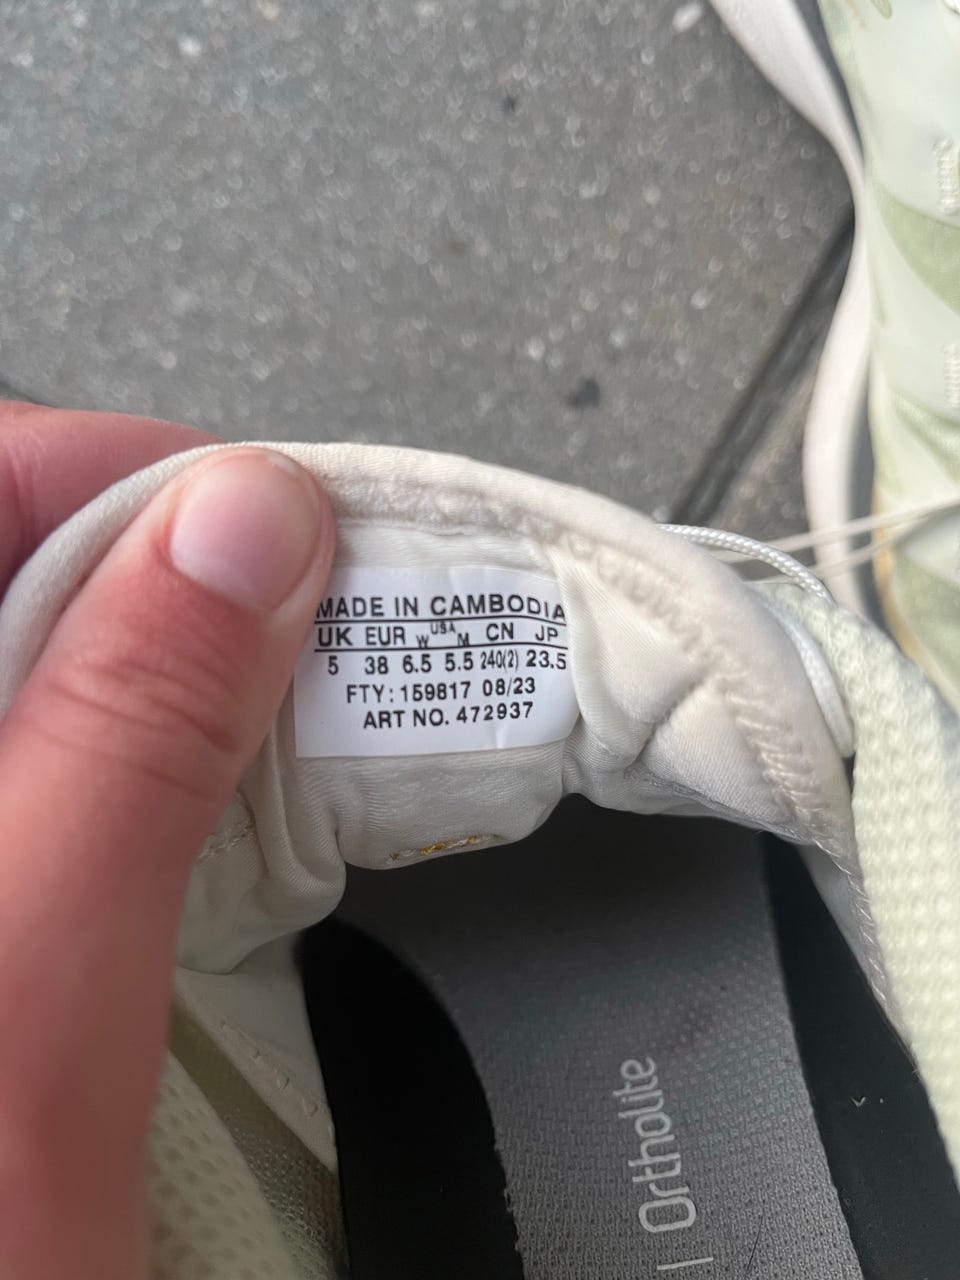 MADE IN CAMBODIA
UK EUR W USA M CN JP
5 38 6.5 5.5 240(2) 23.5
FTY: 159817 08/23
ART NO. 472937
| Ortholite